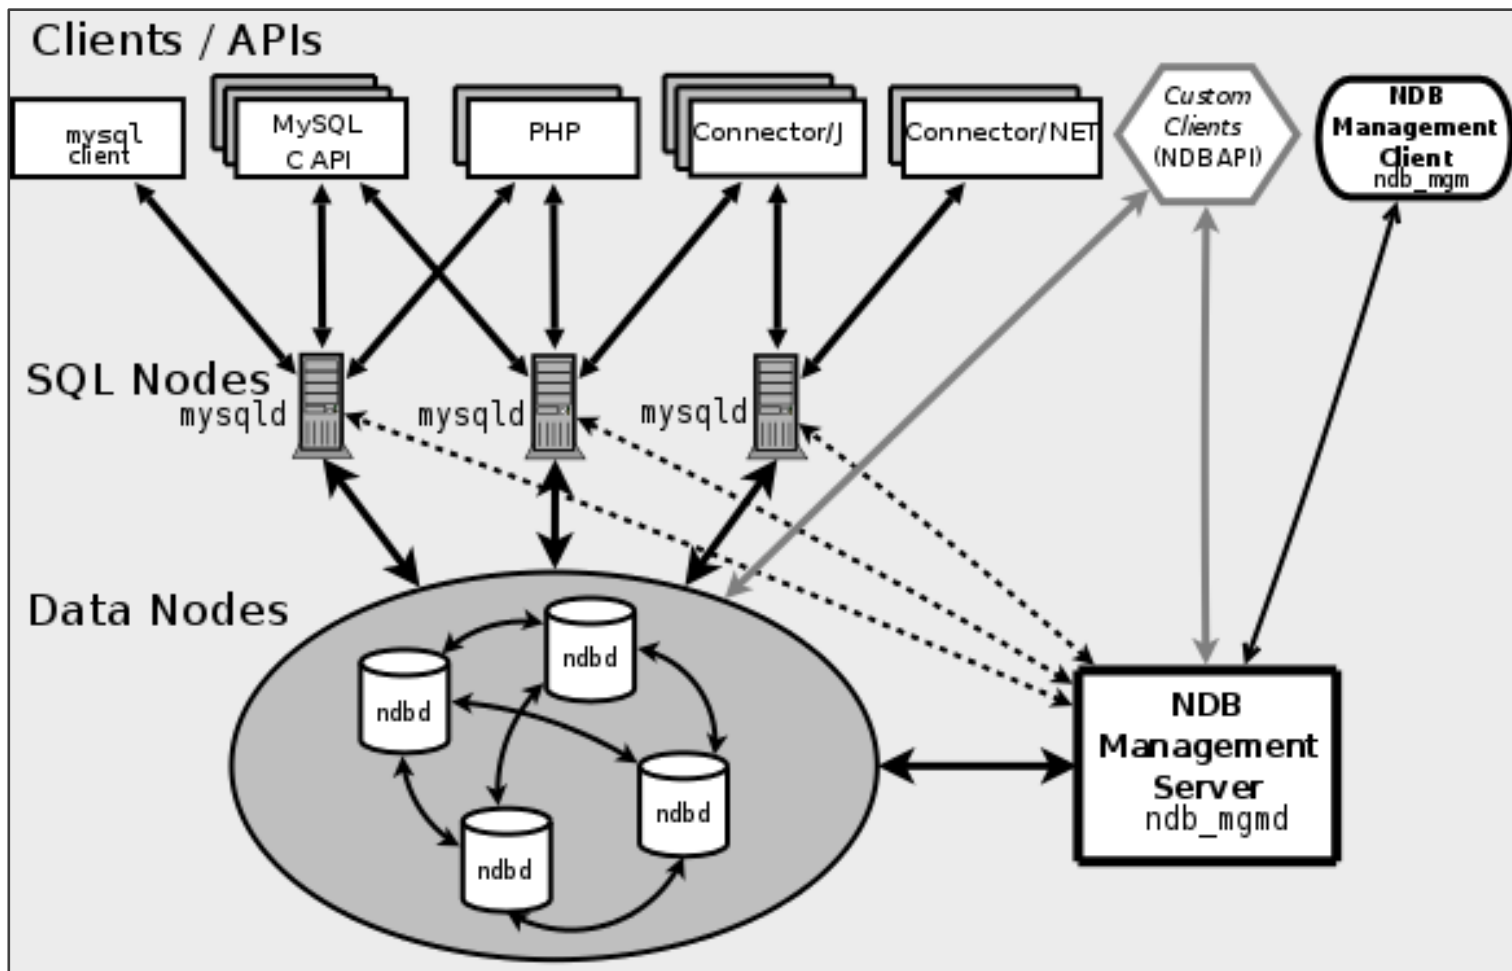 Clients / APIs
mysql
client
MySQL
C API
PHP
Connector/J
Connector/NET
Custom
Clients
(NDBAPI)
NDB
Management
Client
ndb_mgm
SQL Nodes
mysqld
mysqld
mysqld
Data Nodes
ndbd
ndbd
ndbd
ndbd
NDB
Management
Server
ndb_mgmd